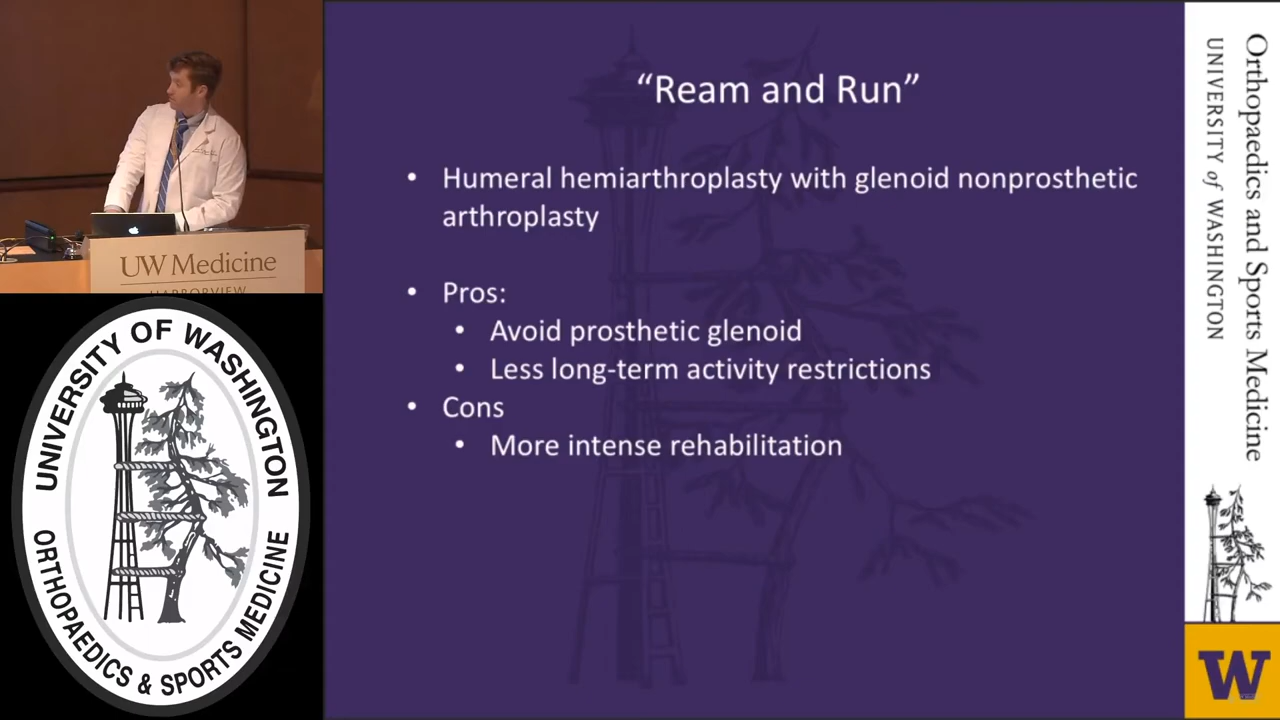 "Ream and Run"
• Humeral hemiarthroplasty with glenoid nonprosthetic
arthroplasty
• Pros:
• Avoid prosthetic glenoid
• Less long-term activity restrictions
• Cons
• More intense rehabilitation
UW Medicine
HARBORVIEW
UNIVERSITY OF WASHINGTON
ORTHOPAEDICS & SPORTS MEDICINE
Orthopaedics and Sports Medicine
UNIVERSITY of WASHINGTON
W